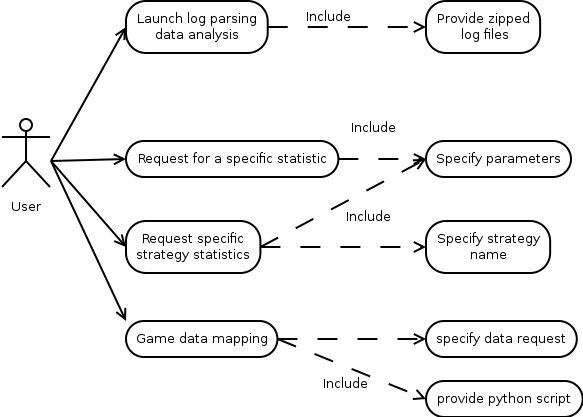 Launch log parsing
data analysis
Include
Provide zipped
log files
Include
Request for a specific statistic
Specify parameters
User
Include
Request specific
strategy statistics
Specify strategy
name
Game data mapping
specify data request
Include
provide python script